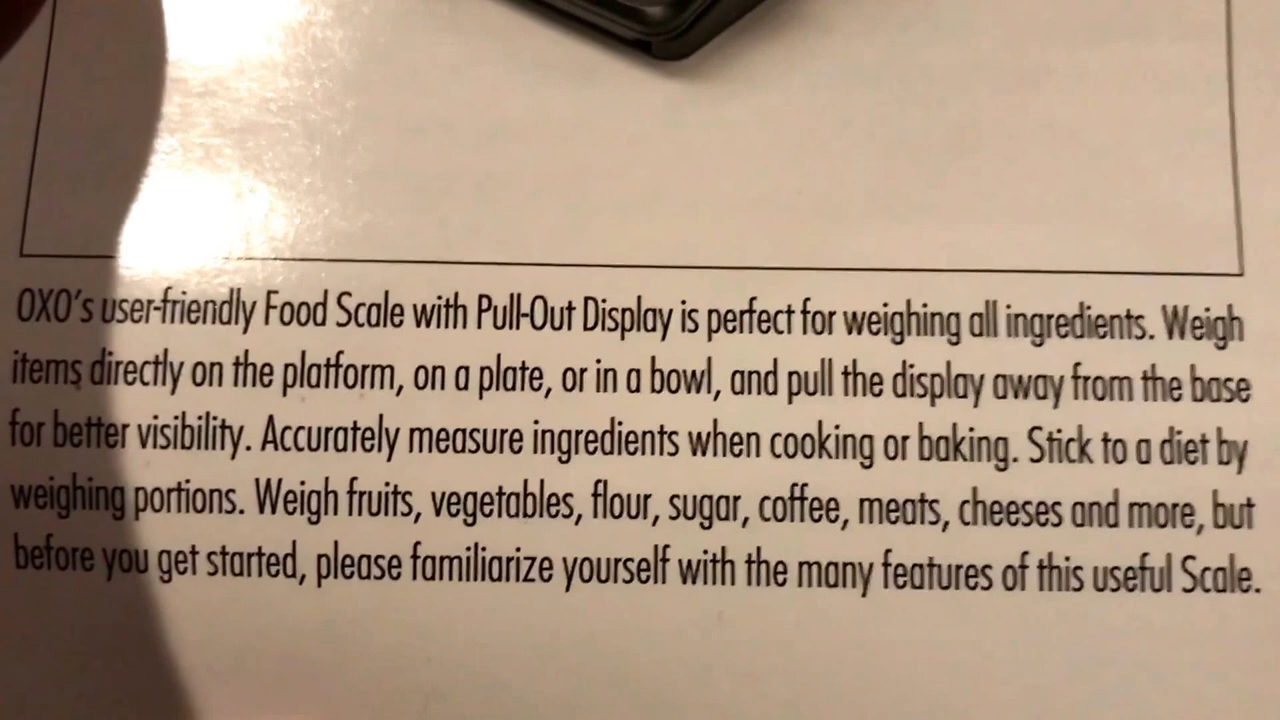 OXO's user-friendly Food Scale with Pull-Out Display is perfect for weighing all ingredients. Weigh
items directly on the platform, on a plate, or in a bowl, and pull the display away from the base
for better visibility. Accurately measure ingredients when cooking or baking. Stick to a diet by
weighing portions. Weigh fruits, vegetables, flour, sugar, coffee, meats, cheeses and more, but
before you get started, please familiarize yourself with the many features of this useful Scale.